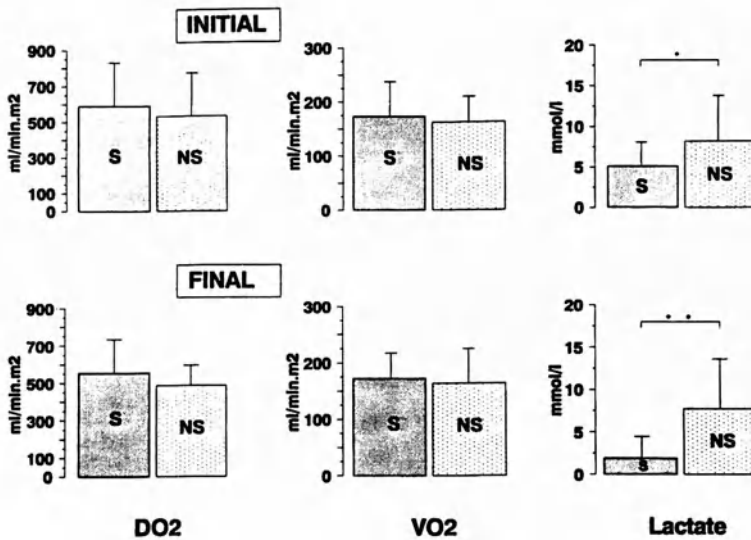 INITIAL
900
700
500
300
100
0
ml/min.m2
S
NS
300
200
100
0
ml/min.m2
S
NS
20
15
10
5
0
mmol/l
*
S
NS
FINAL
900
700
500
300
100
0
ml/min.m2
S
NS
300
200
100
0
ml/min.m2
S
NS
20
15
10
5
0
mmol/l
* *
S
NS
DO2
VO2
Lactate